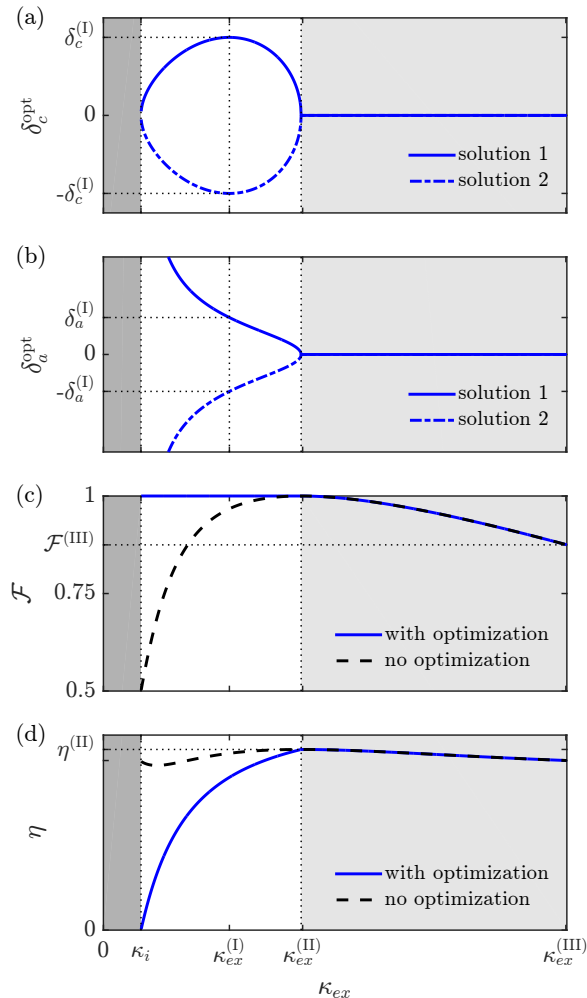 (a)
δ_c^(I)
0
-δ_c^(I)
δ_c^opt
solution 1
solution 2
(b)
δ_a^(I)
0
-δ_a^(I)
δ_a^opt
solution 1
solution 2
(c)
1
ℱ^(III)
0.75
0.5
ℱ
with optimization
no optimization
(d)
η^(II)
η
0
with optimization
no optimization
0 κ_i κ_ex^(I) κ_ex^(II) κ_ex^(III)
κ_ex